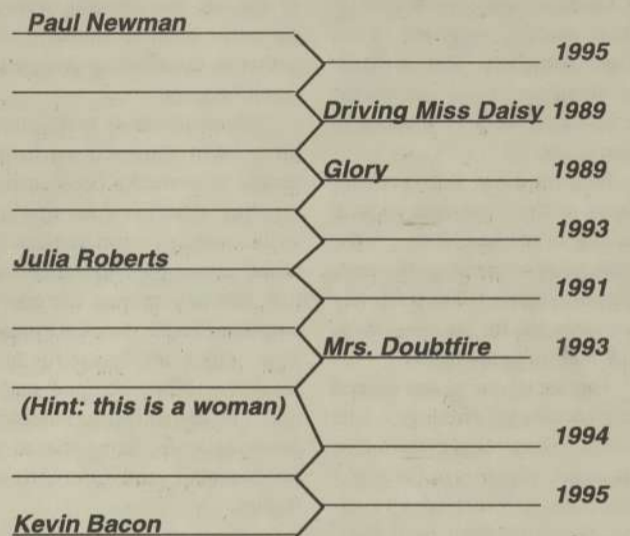 Paul Newman
1995
Driving Miss Daisy 1989
Glory 1989
1993
Julia Roberts
1991
Mrs. Doubtfire 1993
(Hint: this is a woman)
1994
1995
Kevin Bacon